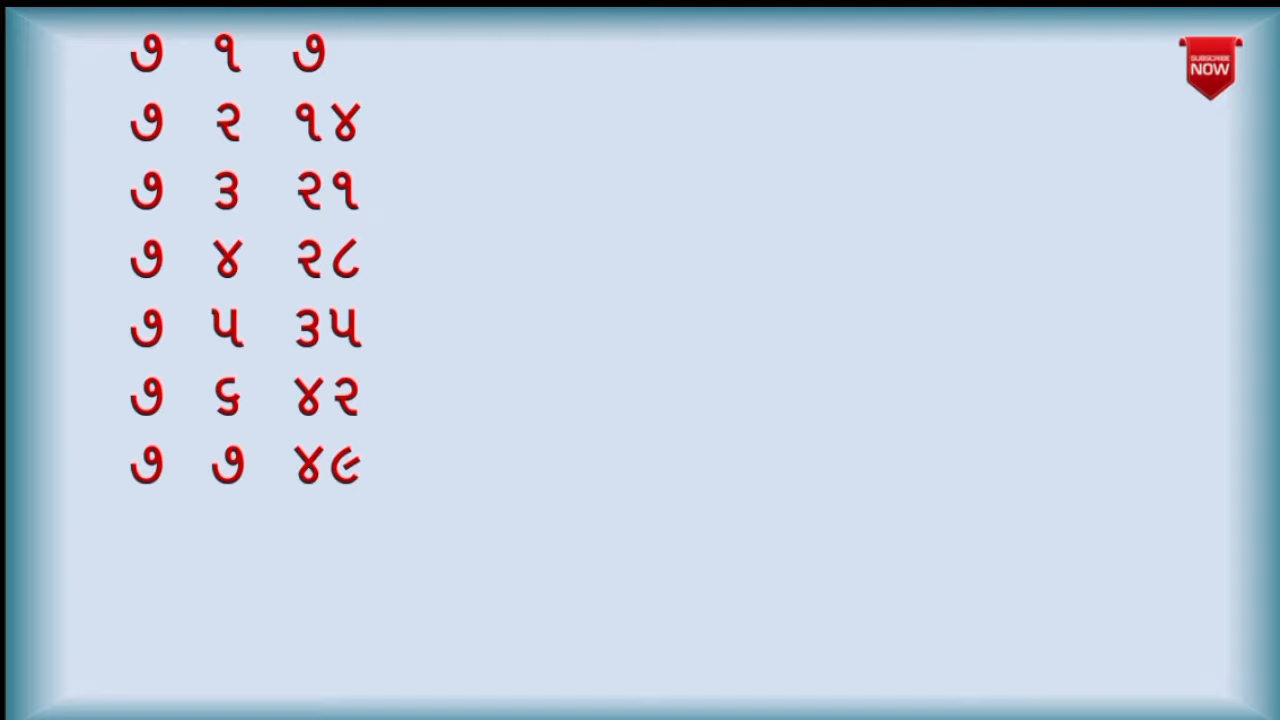 ૭ ૧ ૭
૭ ૨ ૧૪
૭ ૩ ૨૧
૭ ૪ ૨૮
૭ ૫ ૩૫
૭ ૬ ૪૨
૭ ૭ ૪૯
SUBSCRIBE
NOW